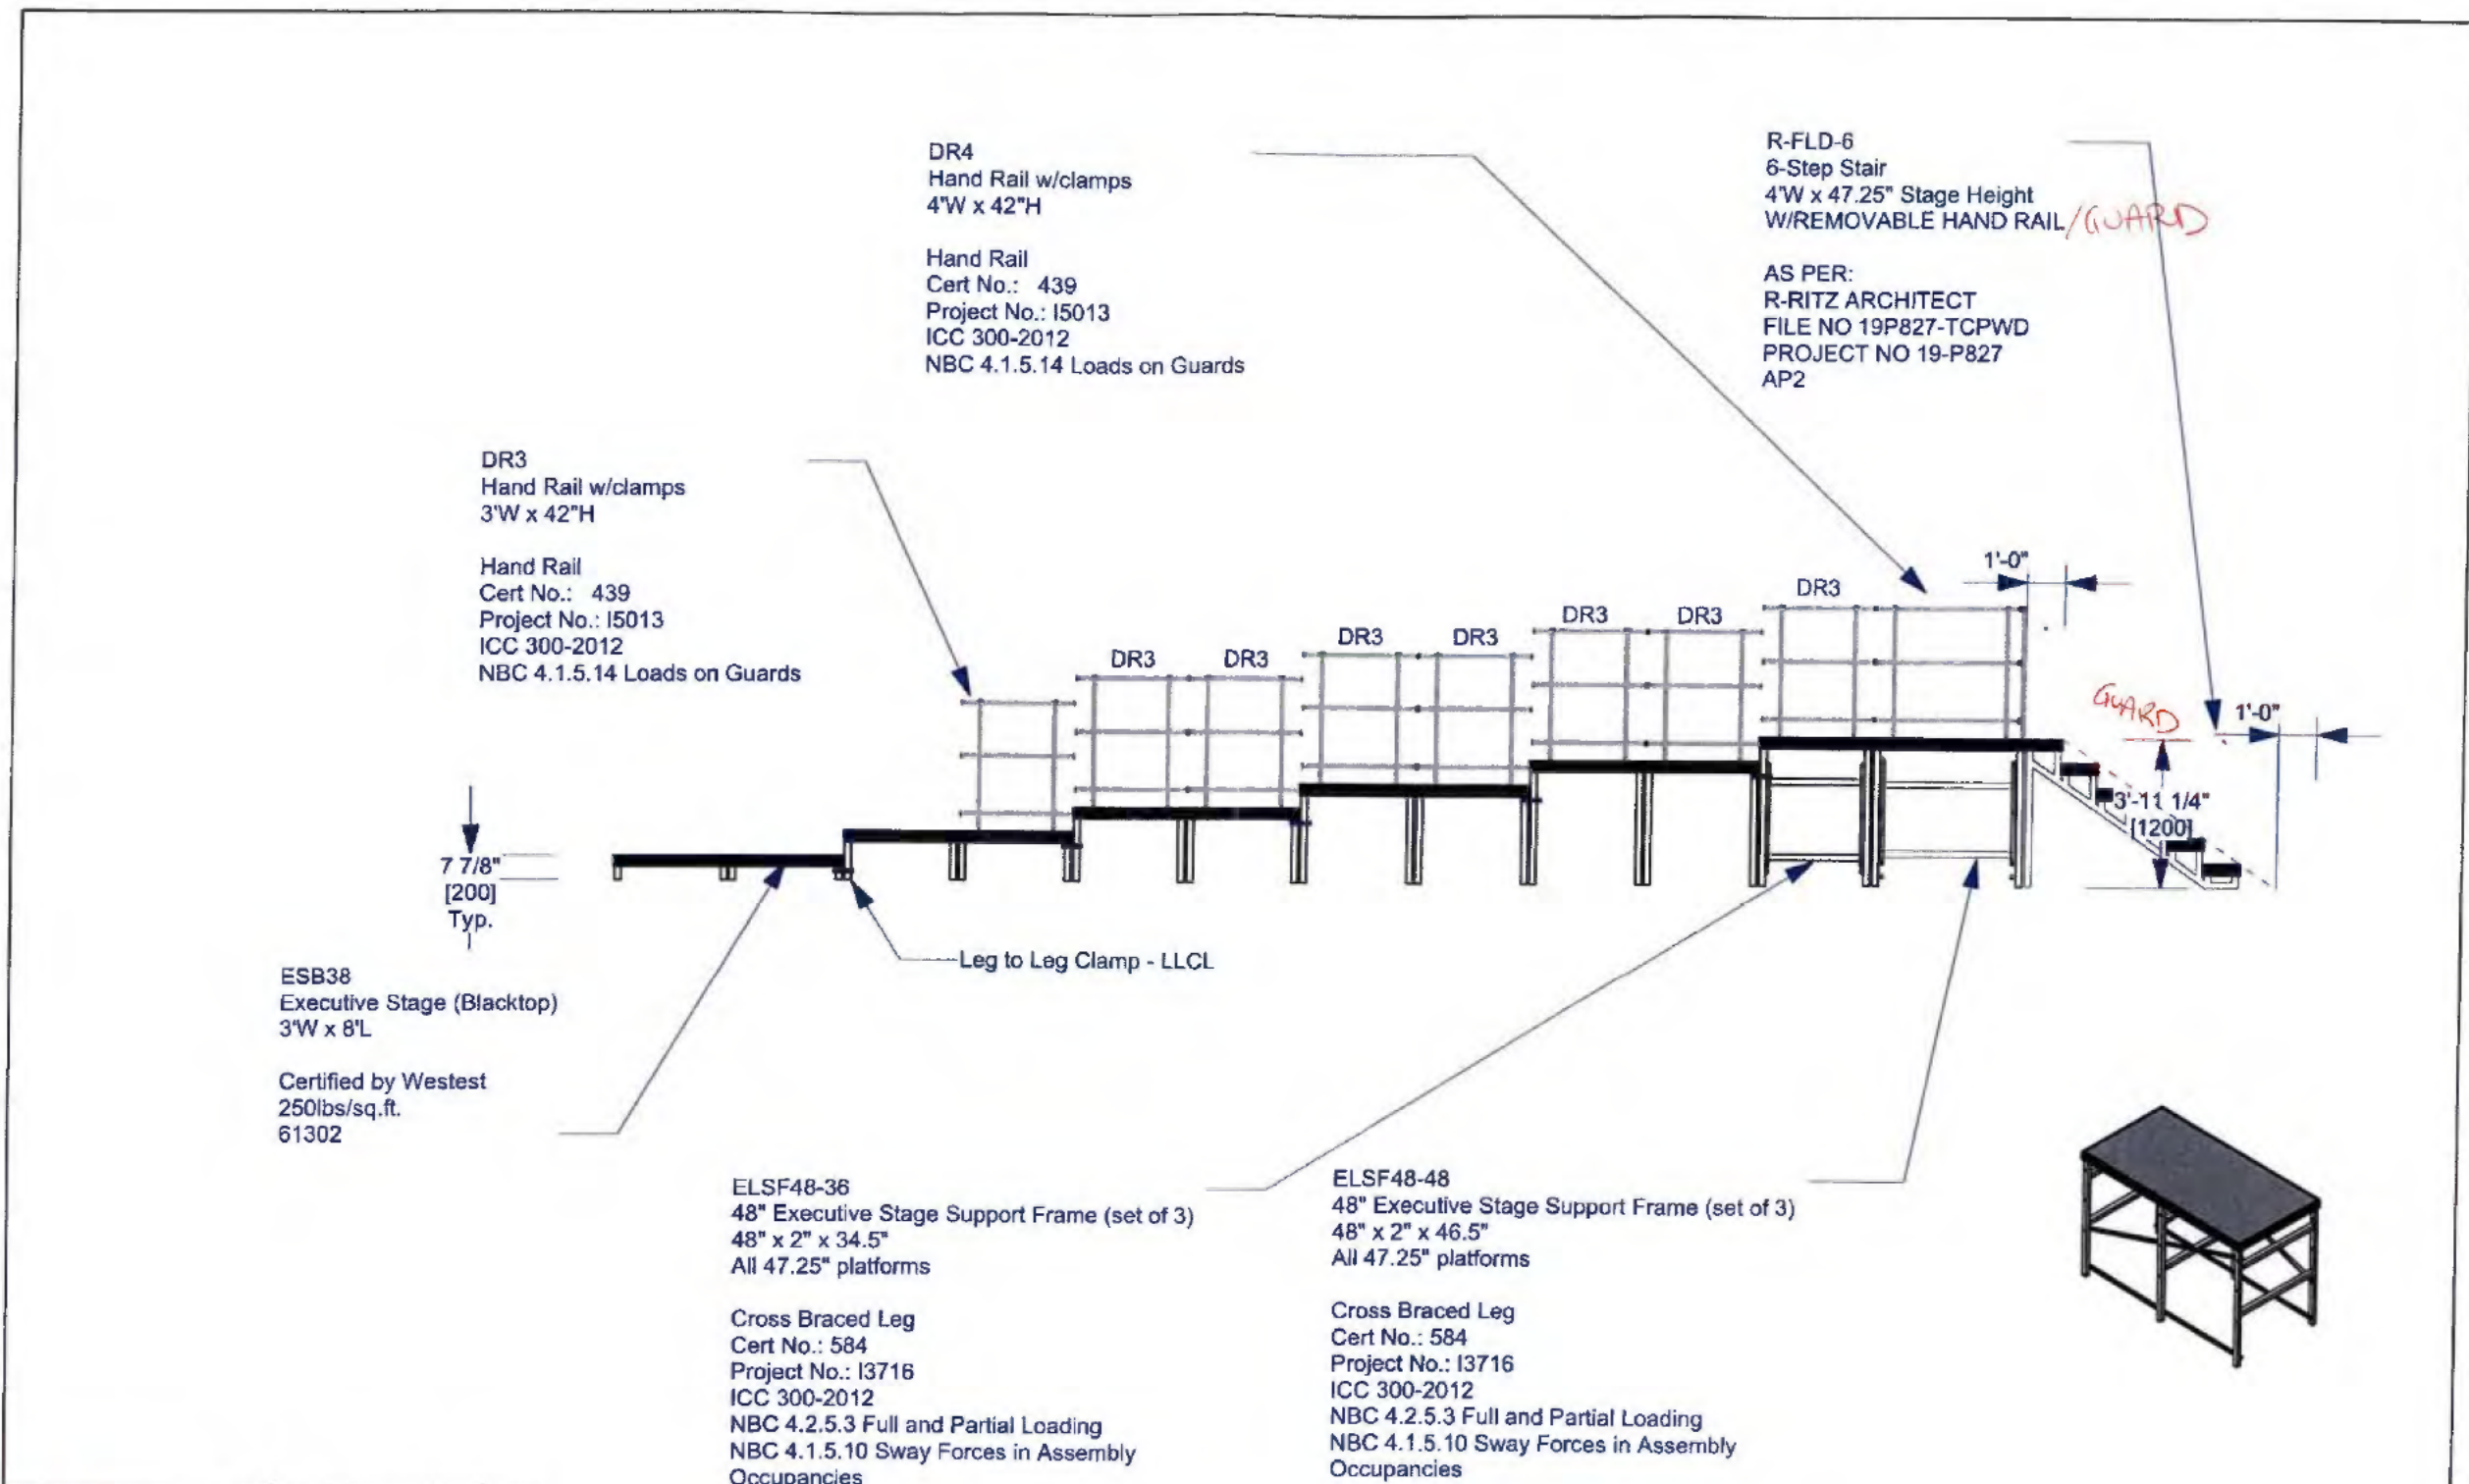 DR4
Hand Rail w/clamps
4'W x 42"H
Hand Rail
Cert No.: 439
Project No.: I5013
ICC 300-2012
NBC 4.1.5.14 Loads on Guards
R-FLD-6
6-Step Stair
4'W x 47.25" Stage Height
W/REMOVABLE HAND RAIL /GUARD
AS PER:
R-RITZ ARCHITECT
FILE NO 19P827-TCPWD
PROJECT NO 19-P827
AP2
DR3
Hand Rail w/clamps
3'W x 42"H
Hand Rail
Cert No.: 439
Project No.: I5013
ICC 300-2012
NBC 4.1.5.14 Loads on Guards
1'-0"
DR3
DR3 DR3
DR3 DR3
DR3 DR3
GUARD
1'-0"
3'-11 1/4"
[1200]
7 7/8"
[200]
Typ.
Leg to Leg Clamp - LLCL
ESB38
Executive Stage (Blacktop)
3'W x 8'L
Certified by Westest
250lbs/sq.ft.
61302
ELSF48-36
48" Executive Stage Support Frame (set of 3)
48" x 2" x 34.5"
All 47.25" platforms
Cross Braced Leg
Cert No.: 584
Project No.: I3716
ICC 300-2012
NBC 4.2.5.3 Full and Partial Loading
NBC 4.1.5.10 Sway Forces in Assembly
Occupancies
ELSF48-48
48" Executive Stage Support Frame (set of 3)
48" x 2" x 46.5"
All 47.25" platforms
Cross Braced Leg
Cert No.: 584
Project No.: I3716
ICC 300-2012
NBC 4.2.5.3 Full and Partial Loading
NBC 4.1.5.10 Sway Forces in Assembly
Occupancies